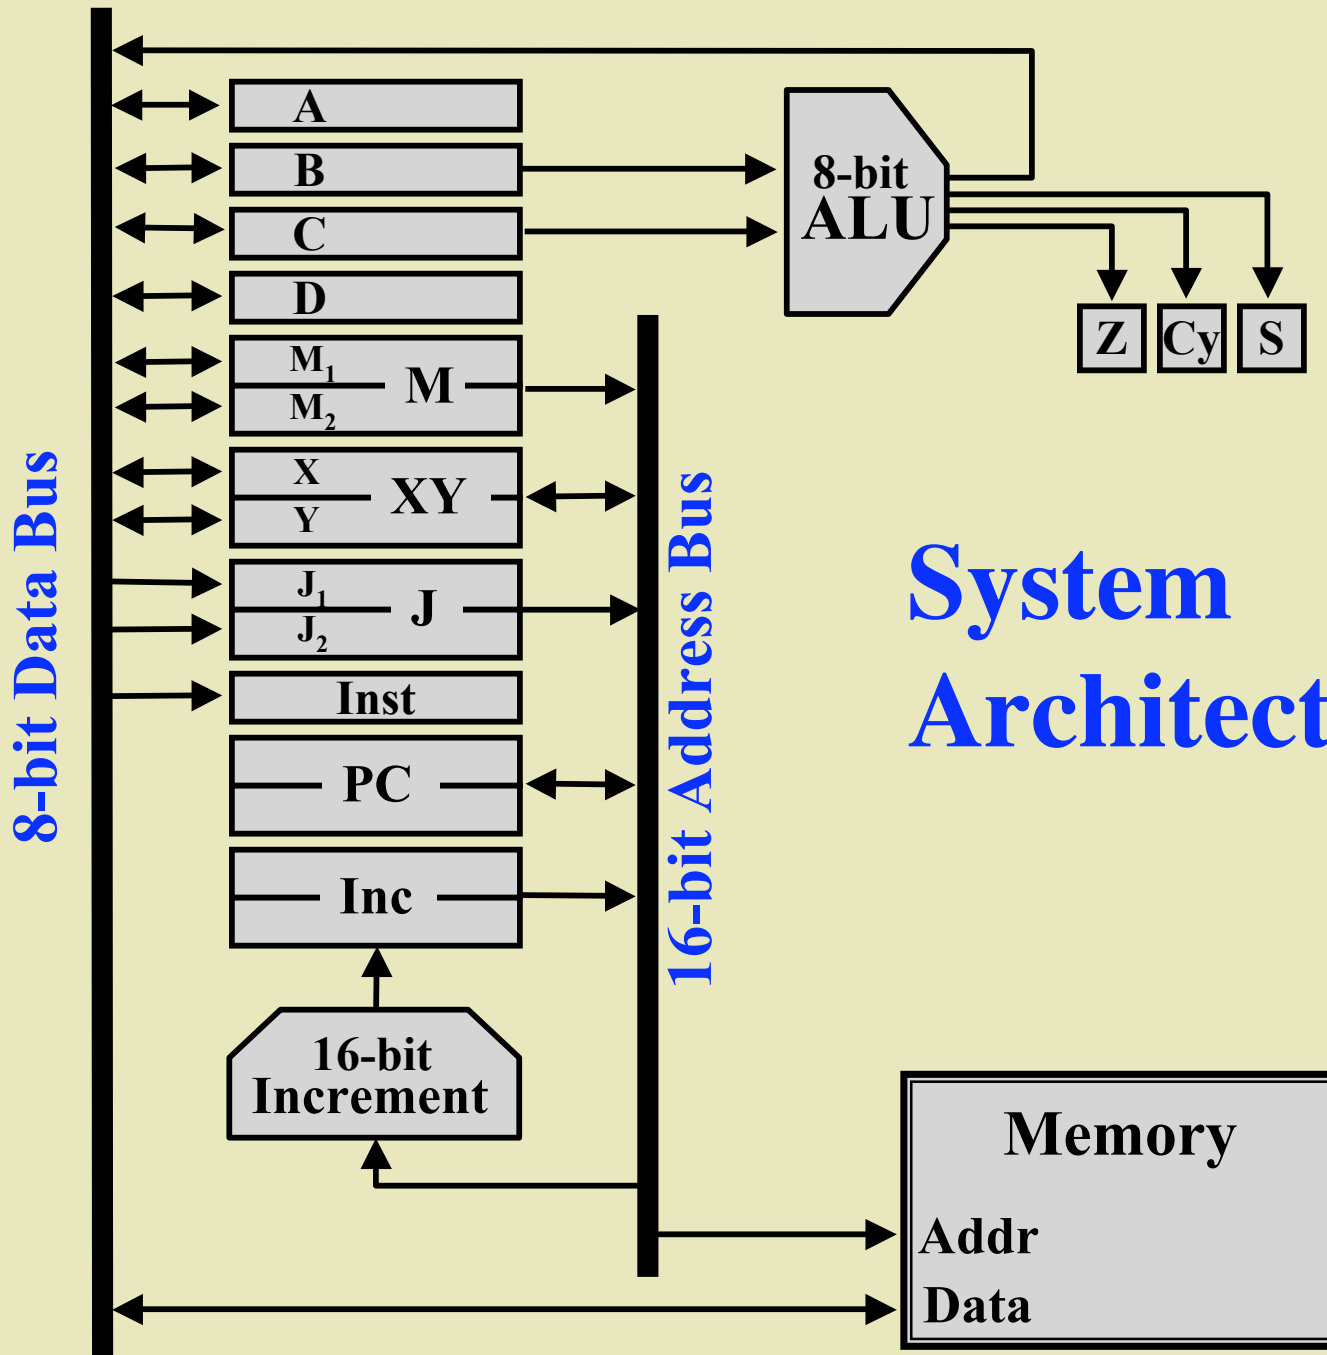 A
B
C
D
M1
M2
M
X
Y
XY
J1
J2
J
Inst
PC
Inc
16-bit
Increment
8-bit Data Bus
16-bit Address Bus
8-bit
ALU
Z
Cy
S
System
Architect
Memory
Addr
Data